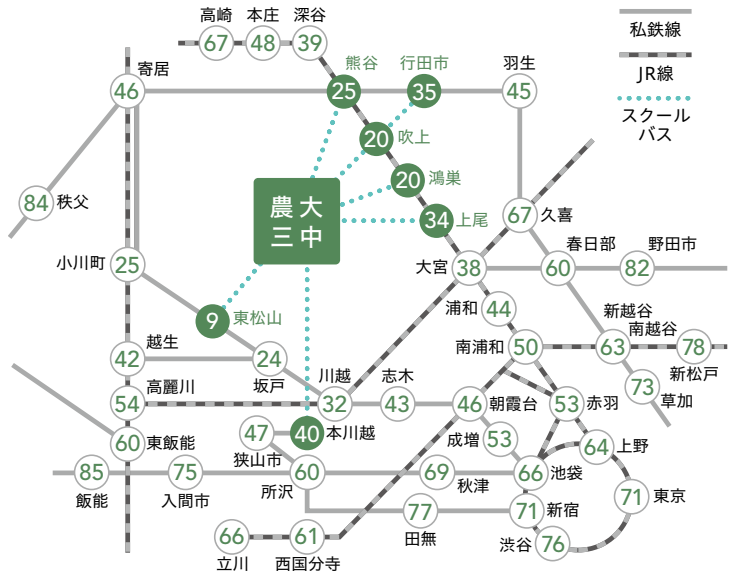 高崎
本庄
深谷
67
48
39
私鉄線
JR線
スクール
バス
寄居
熊谷
行田市
羽生
46
25
35
45
20
吹上
20
鴻巣
農大
三中
34
上尾
84
秩父
67
久喜
小川町
25
大宮
38
春日部
60
野田市
82
9
東松山
浦和
44
新越谷
南越谷
越生
42
24
坂戸
南浦和
50
63
78
新松戸
高麗川
54
川越
32
志木
43
46
朝霞台
53
赤羽
73
草加
60
東飯能
47
狭山市
40
本川越
成増
53
64
上野
85
飯能
75
入間市
60
所沢
69
秋津
66
池袋
71
東京
77
田無
71
新宿
66
立川
61
西国分寺
渋谷
76